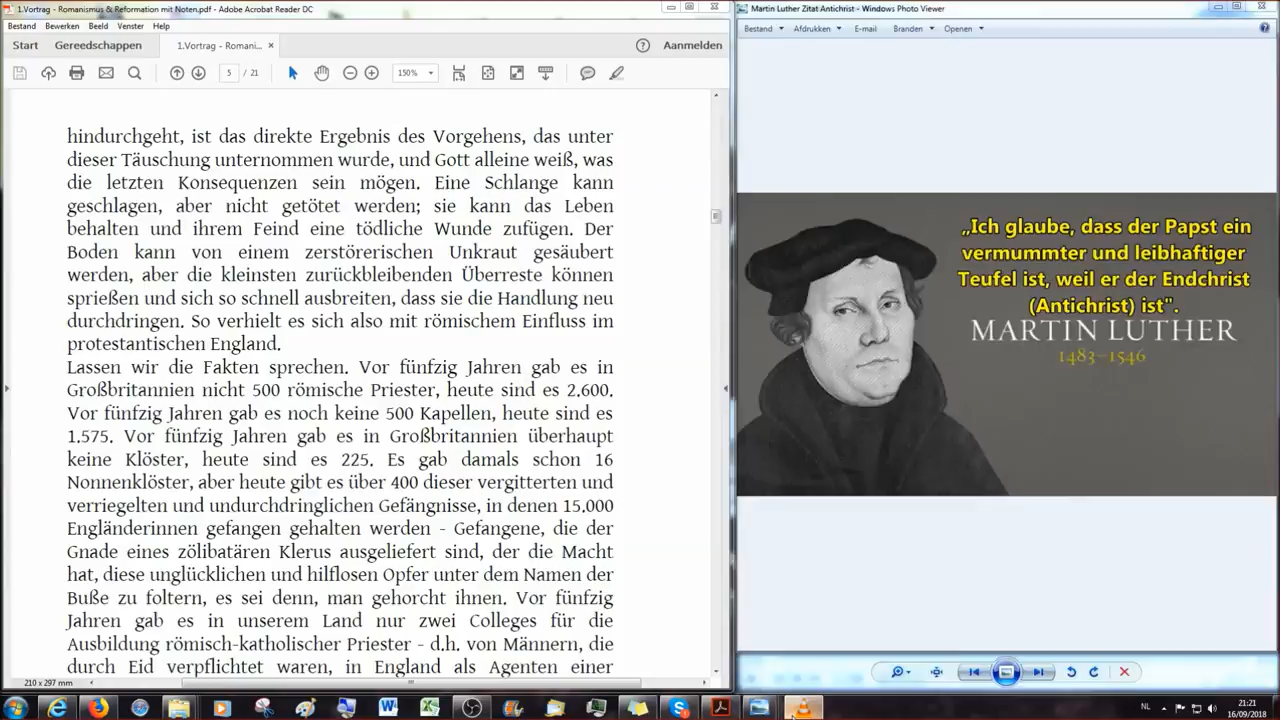 1.Vortrag - Romanismus & Reformation mit Noten.pdf - Adobe Acrobat Reader DC
Bestand Bewerken Beeld Venster Help
Start Gereedschappen 1.Vortrag - Romani... × Aanmelden
5 / 21 150%
hindurchgeht, ist das direkte Ergebnis des Vorgehens, das unter
dieser Täuschung unternommen wurde, und Gott alleine weiß, was
die letzten Konsequenzen sein mögen. Eine Schlange kann
geschlagen, aber nicht getötet werden; sie kann das Leben
behalten und ihrem Feind eine tödliche Wunde zufügen. Der
Boden kann von einem zerstörerischen Unkraut gesäubert
werden, aber die kleinsten zurückbleibenden Überreste können
sprießen und sich so schnell ausbreiten, dass sie die Handlung neu
durchdringen. So verhielt es sich also mit römischem Einfluss im
protestantischen England.
Lassen wir die Fakten sprechen. Vor fünfzig Jahren gab es in
Großbritannien nicht 500 römische Priester, heute sind es 2.600.
Vor fünfzig Jahren gab es noch keine 500 Kapellen, heute sind es
1.575. Vor fünfzig Jahren gab es in Großbritannien überhaupt
keine Klöster, heute sind es 225. Es gab damals schon 16
Nonnenklöster, aber heute gibt es über 400 dieser vergitterten und
verriegelten und undurchdringlichen Gefängnisse, in denen 15.000
Engländerinnen gefangen gehalten werden - Gefangene, die der
Gnade eines zölibatären Klerus ausgeliefert sind, der die Macht
hat, diese unglücklichen und hilflosen Opfer unter dem Namen der
Buße zu foltern, es sei denn, man gehorcht ihnen. Vor fünfzig
Jahren gab es in unserem Land nur zwei Colleges für die
Ausbildung römisch-katholischer Priester - d.h. von Männern, die
durch Eid verpflichtet waren, in England als Agenten einer
210 x 297 mm
Martin Luther Zitat Antichrist - Windows Photo Viewer
Bestand Afdrukken E-mail Branden Openen
„Ich glaube, dass der Papst ein
vermummter und leibhaftiger
Teufel ist, weil er der Endchrist
(Antichrist) ist".
MARTIN LUTHER
1483–1546
NL 21:21
16/09/2018